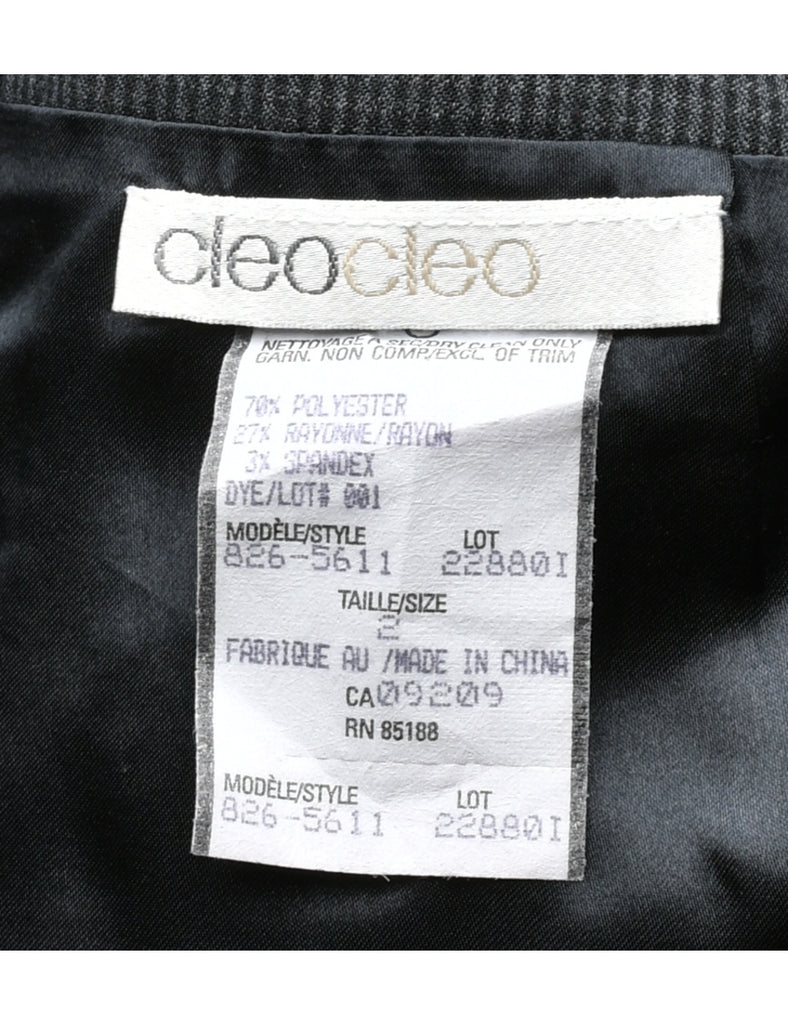 cleocleo
NETTOYAGE A SEC/DRY CLEAN ONLY
GARN. NON COMP/EXCL. OF TRIM
70% POLYESTER
27% RAYONNE/RAYON
3% SPANDEX
DYE/LOT# 001
MODÈLE/STYLE LOT
826-5611 22880I
TAILLE/SIZE
2
FABRIQUE AU /MADE IN CHINA
CA 09209
RN 85188
MODÈLE/STYLE LOT
826-5611 22880I